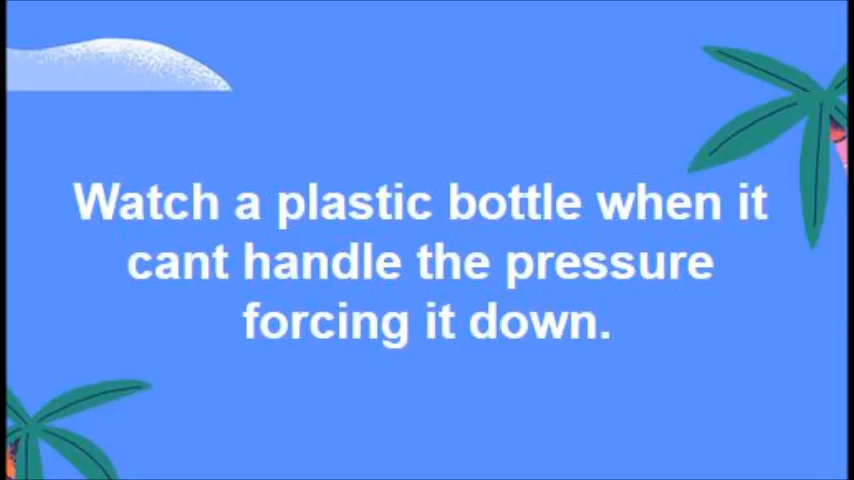 Watch a plastic bottle when it
cant handle the pressure
forcing it down.